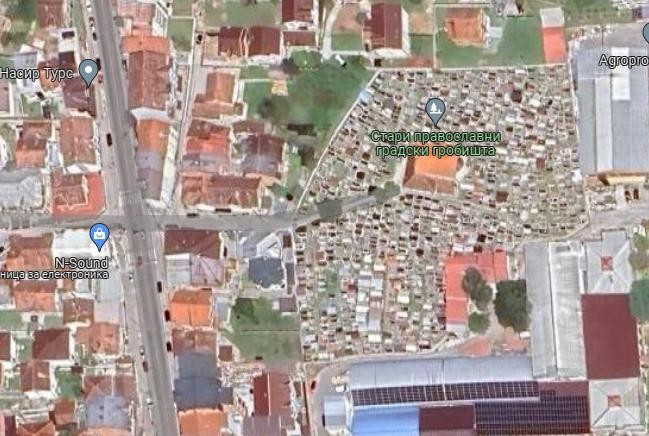 Насир Турс
Agropro
Стари православни
градски гробишта
N-Sound
ница за електроника